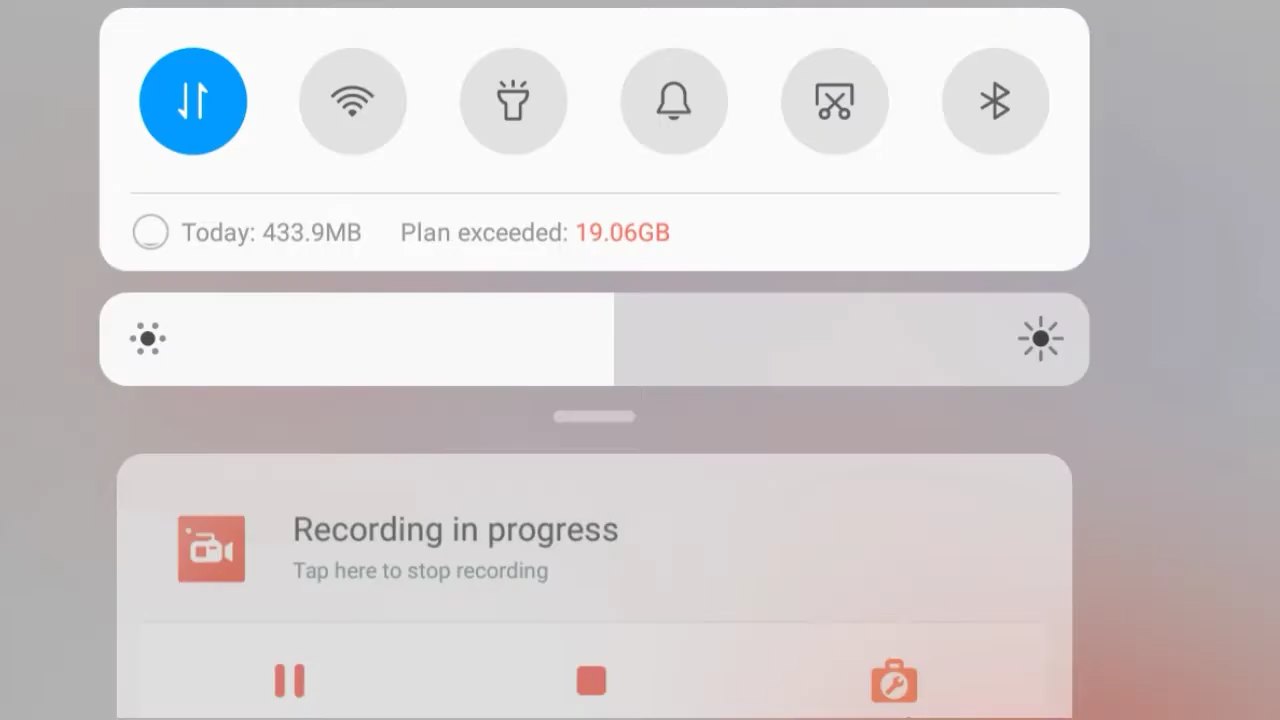 Today: 433.9MB Plan exceeded: 19.06GB
Recording in progress
Tap here to stop recording